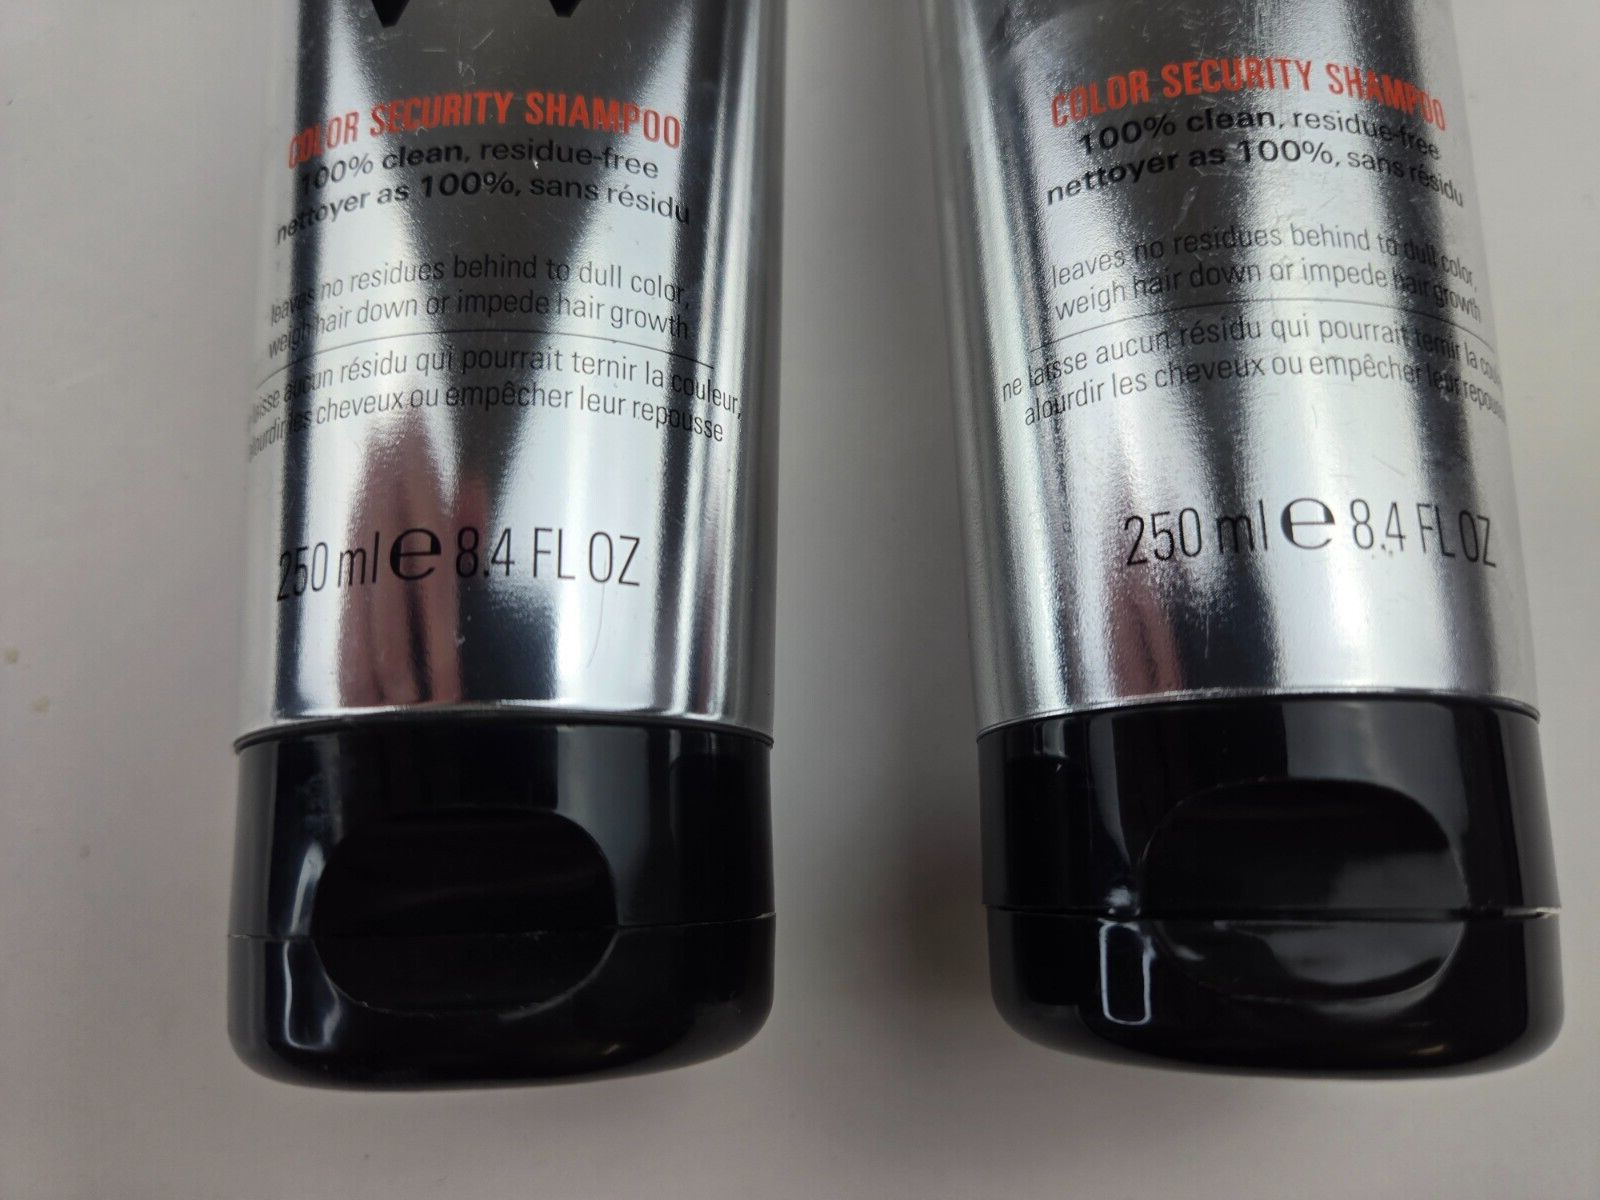 COLOR SECURITY SHAMPOO
100% clean, residue-free
nettoyer as 100%, sans résidu
leaves no residues behind to dull color,
weigh hair down or impede hair growth
laisse aucun résidu qui pourrait ternir la couleur,
alourdir les cheveux ou empêcher leur repousse
250 ml e 8.4 FL OZ
COLOR SECURITY SHAMPOO
100% clean, residue-free
nettoyer as 100%, sans résidu
leaves no residues behind to dull color,
weigh hair down or impede hair growth
ne laisse aucun résidu qui pourrait ternir la
alourdir les cheveux ou empêcher leur repousse
250 ml e 8.4 FL OZ